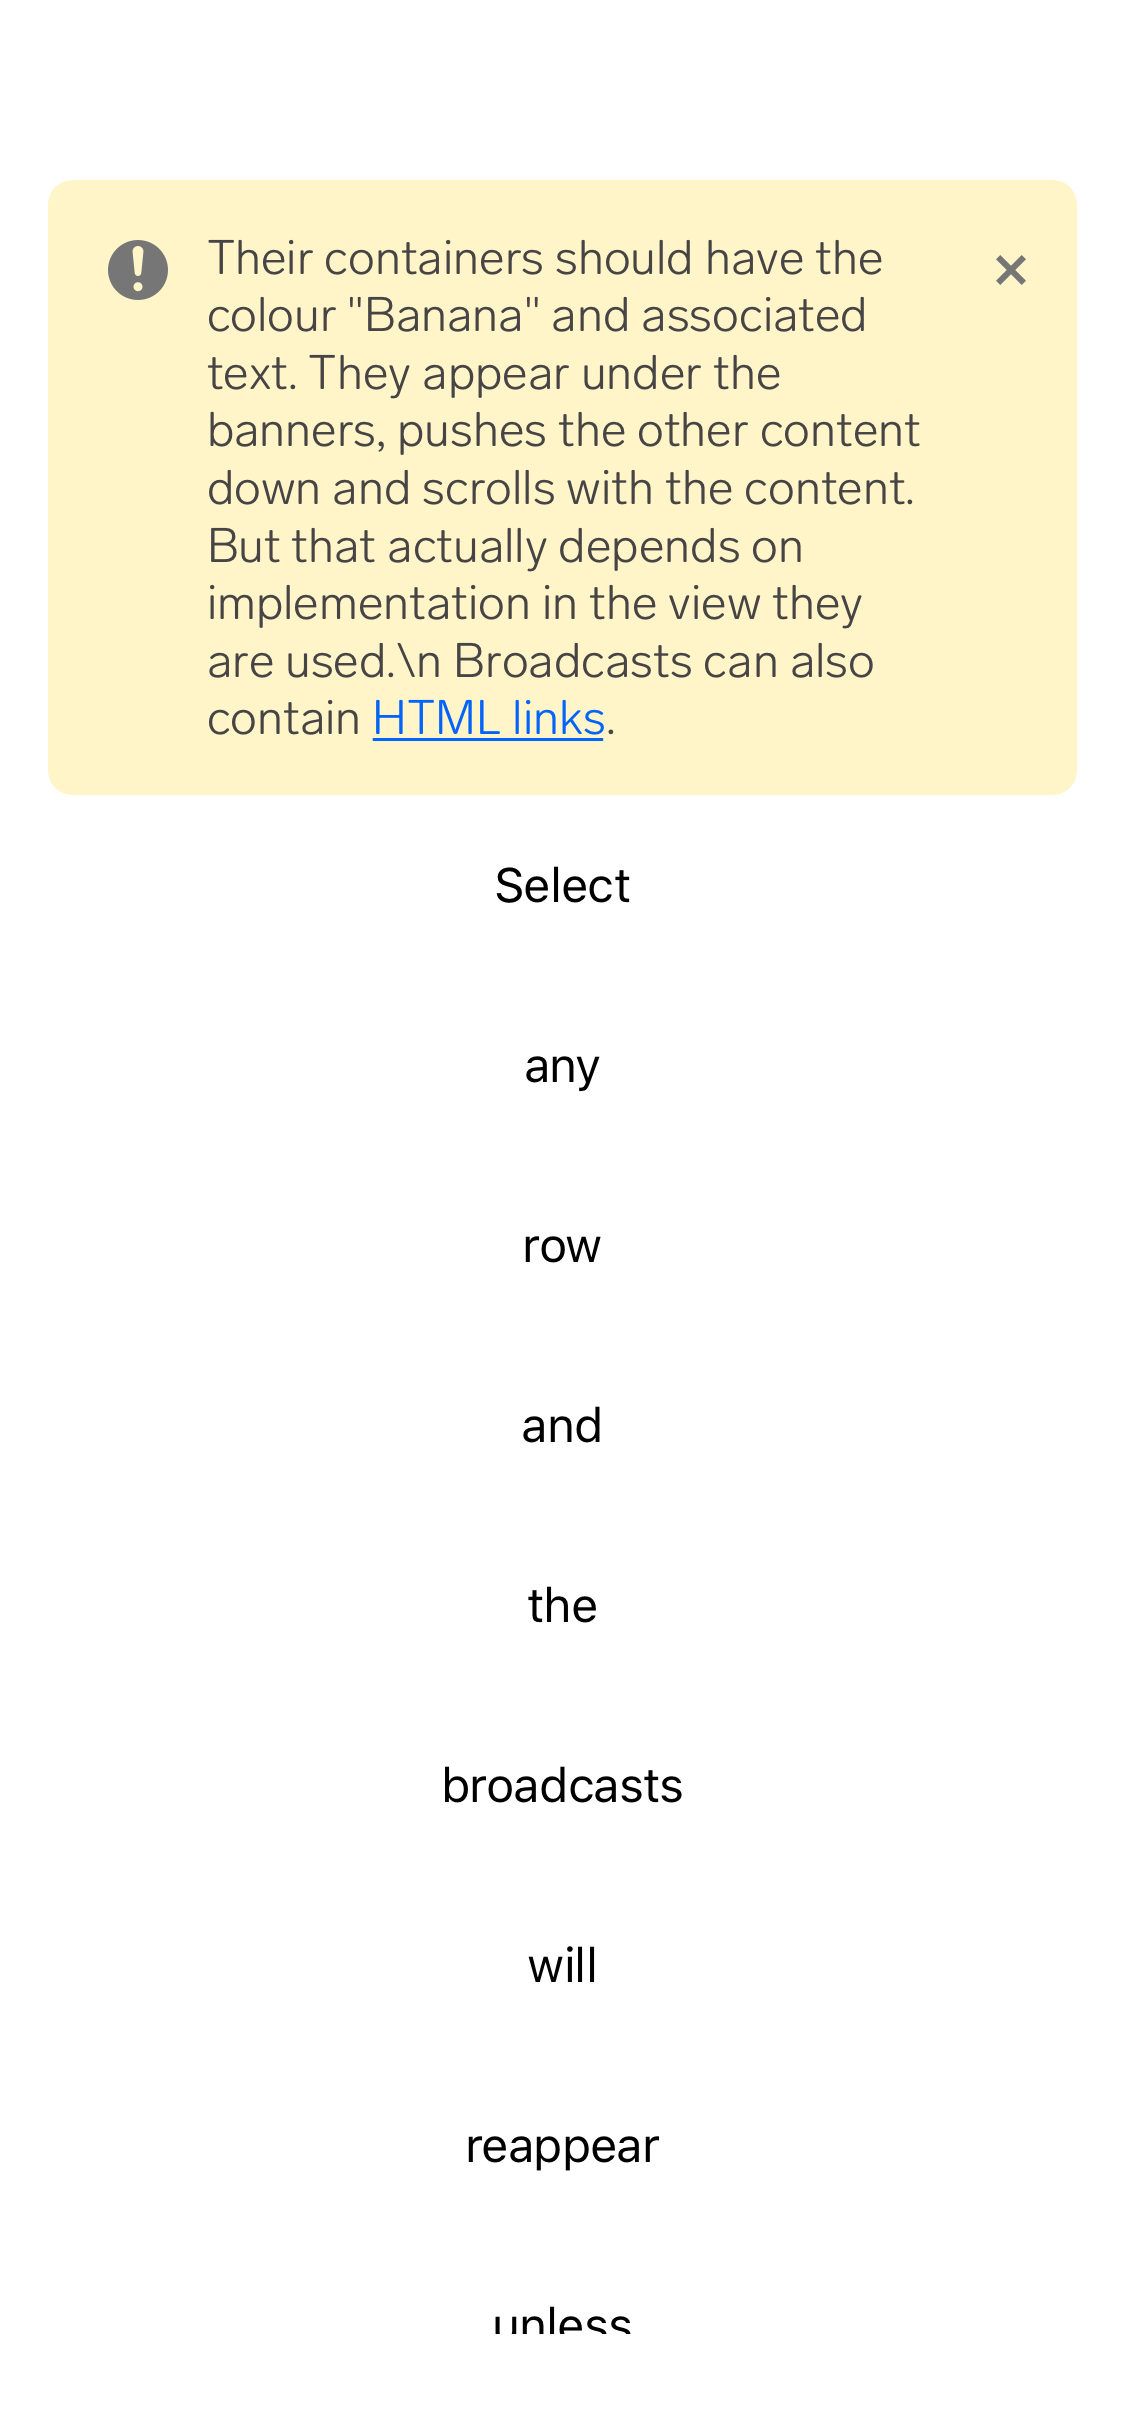 Their containers should have the
colour "Banana" and associated
text. They appear under the
banners, pushes the other content
down and scrolls with the content.
But that actually depends on
implementation in the view they
are used.\n Broadcasts can also
contain HTML links.
Select
any
row
and
the
broadcasts
will
reappear
unless